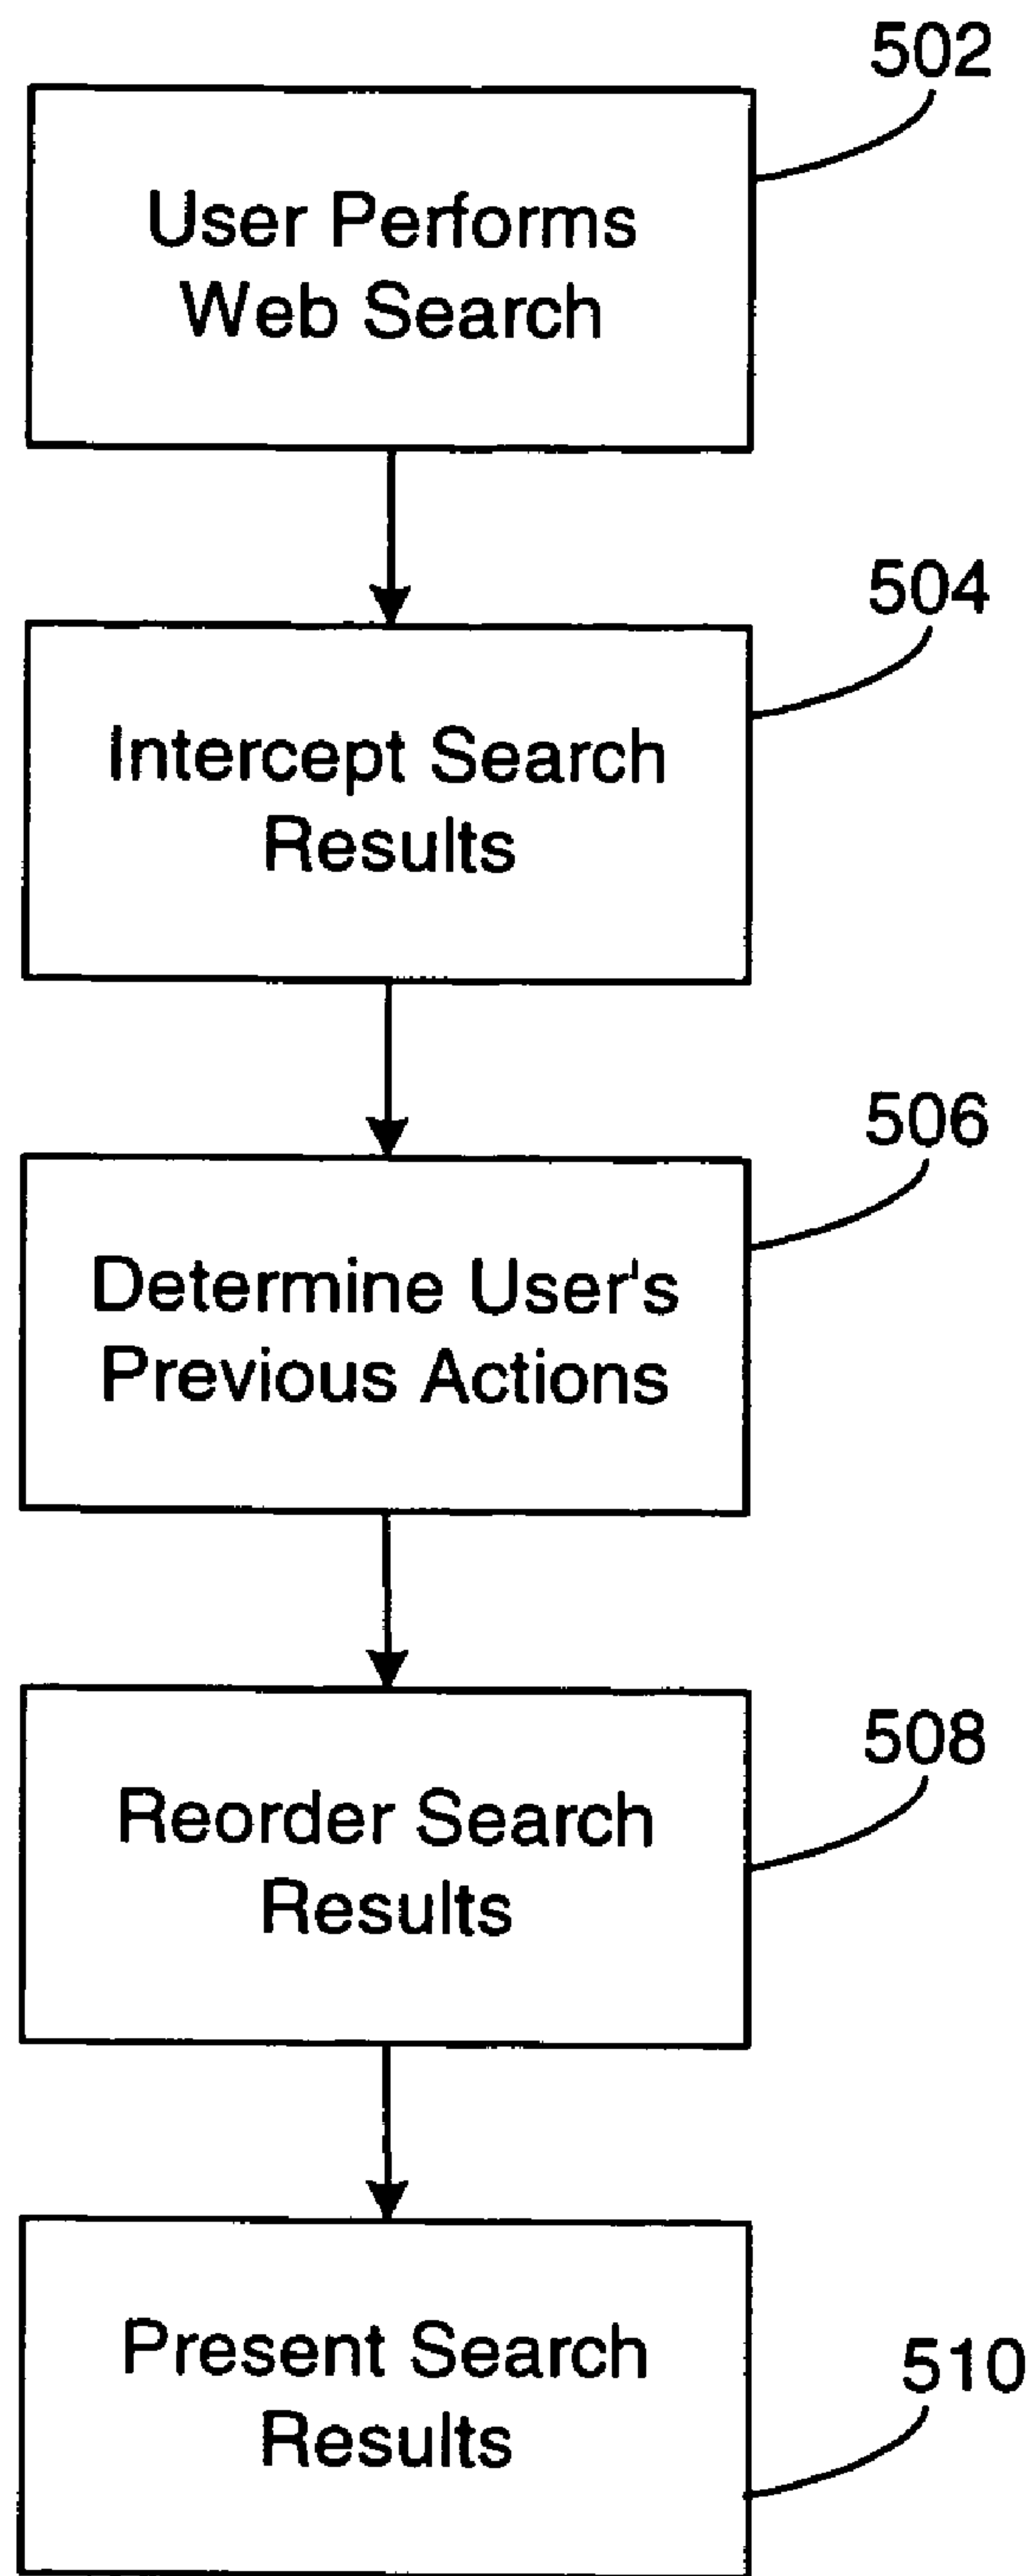 502
User Performs
Web Search
504
Intercept Search
Results
506
Determine User's
Previous Actions
508
Reorder Search
Results
510
Present Search
Results